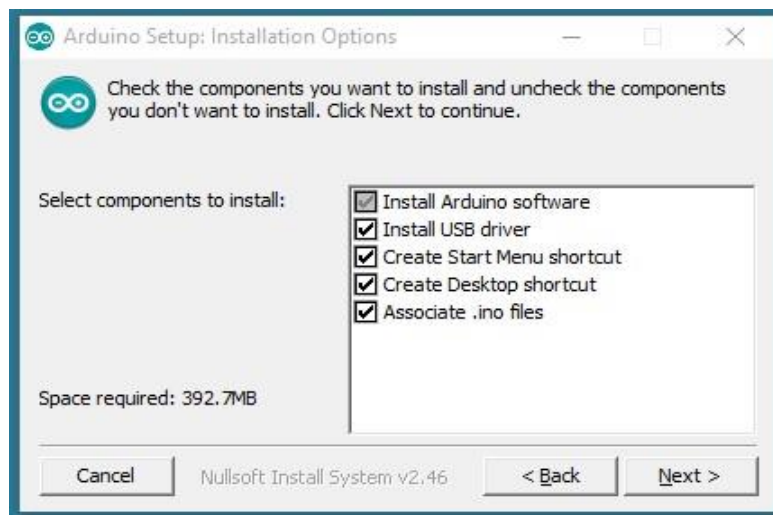 Arduino Setup: Installation Options
Check the components you want to install and uncheck the components
you don't want to install. Click Next to continue.
Select components to install:
Install Arduino software
Install USB driver
Create Start Menu shortcut
Create Desktop shortcut
Associate .ino files
Space required: 392.7MB
Cancel
Nullsoft Install System v2.46
< Back
Next >